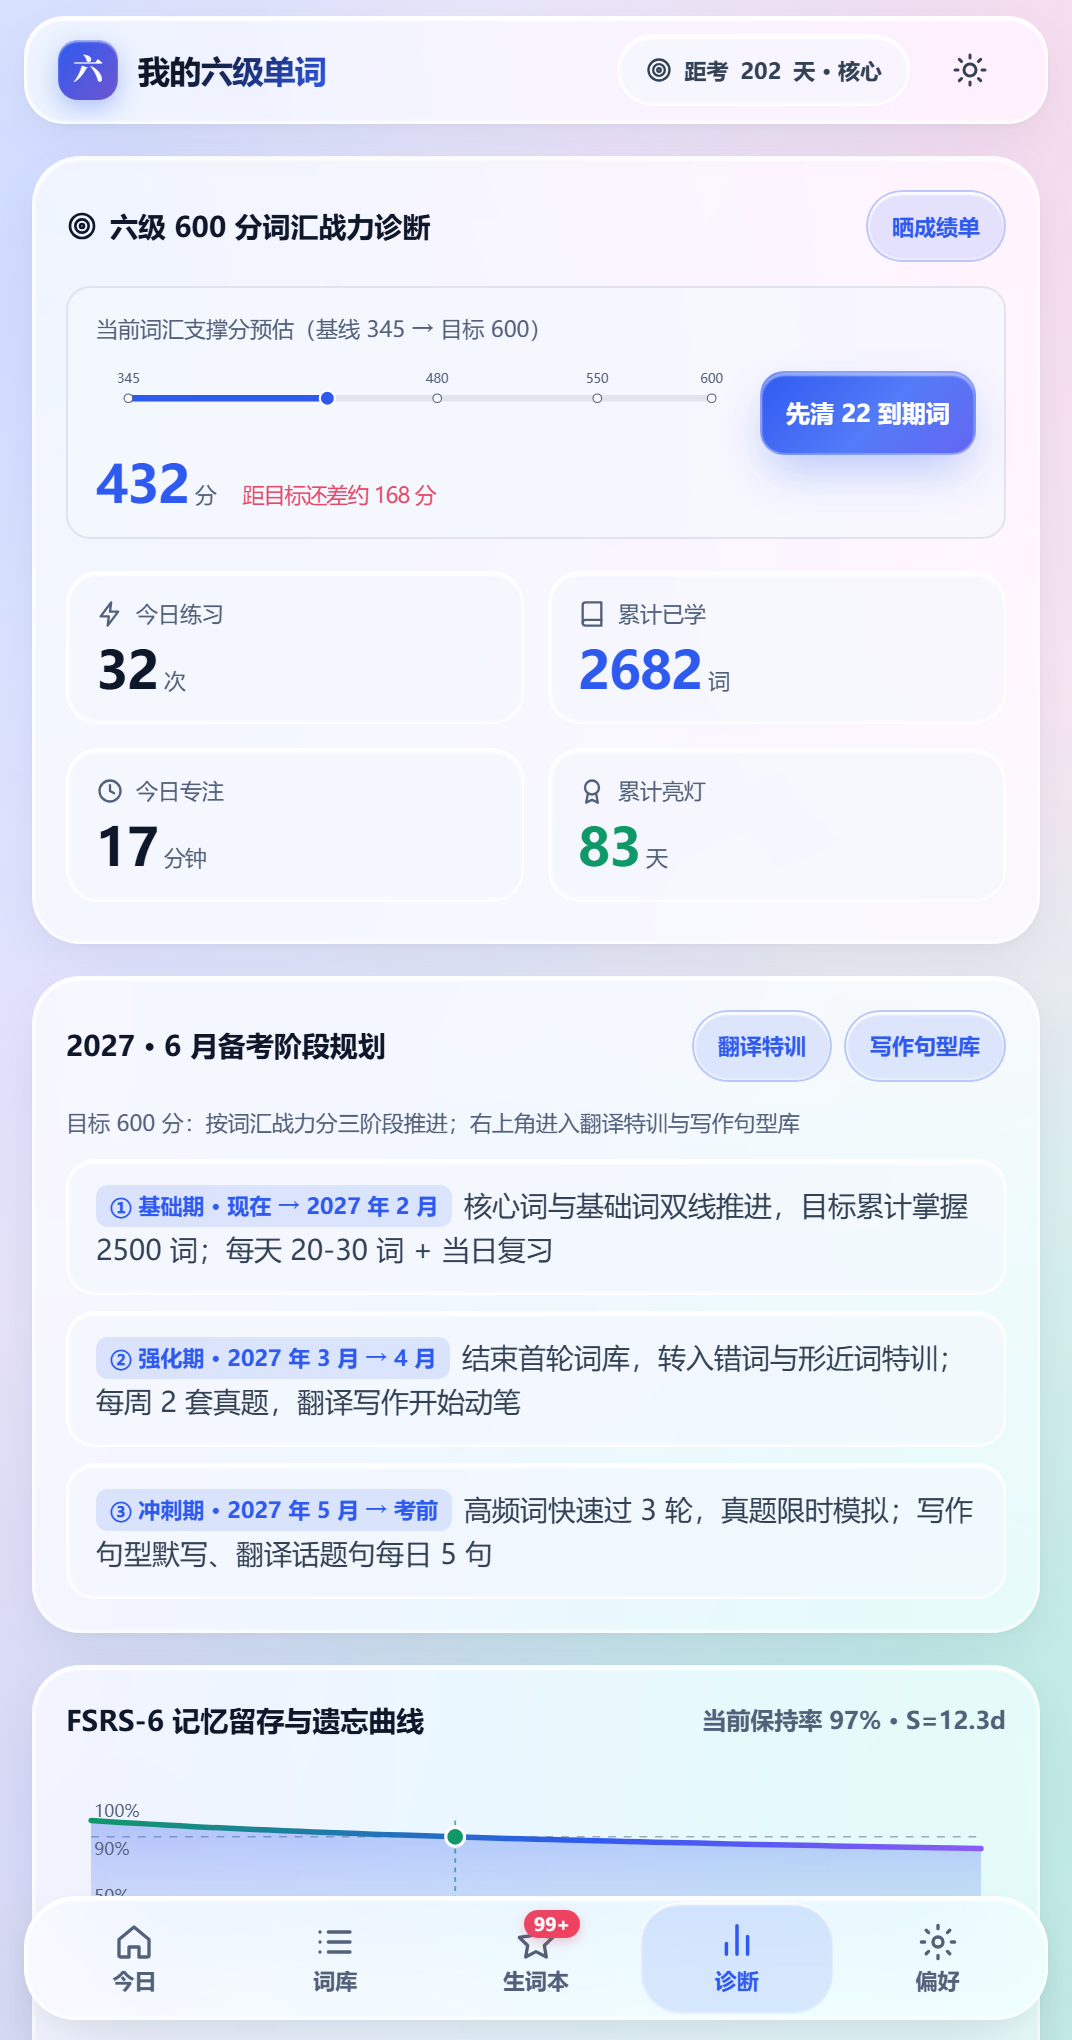 六 我的六级单词 距考 202 天 • 核心
六级 600 分词汇战力诊断 晒成绩单
当前词汇支撑分预估（基线 345 → 目标 600）
345 480 550 600
先清 22 到期词
432 分 距目标还差约 168 分
今日练习
32 次
累计已学
2682 词
今日专注
17 分钟
累计亮灯
83 天
2027 • 6 月备考阶段规划 翻译特训 写作句型库
目标 600 分：按词汇战力分三阶段推进；右上角进入翻译特训与写作句型库
① 基础期 • 现在 → 2027 年 2 月 核心词与基础词双线推进，目标累计掌握
2500 词；每天 20-30 词 + 当日复习
② 强化期 • 2027 年 3 月 → 4 月 结束首轮词库，转入错词与形近词特训；
每周 2 套真题，翻译写作开始动笔
③ 冲刺期 • 2027 年 5 月 → 考前 高频词快速过 3 轮，真题限时模拟；写作
句型默写、翻译话题句每日 5 句
FSRS-6 记忆留存与遗忘曲线 当前保持率 97% • S=12.3d
100%
90%
50%
99+
今日 词库 生词本 诊断 偏好